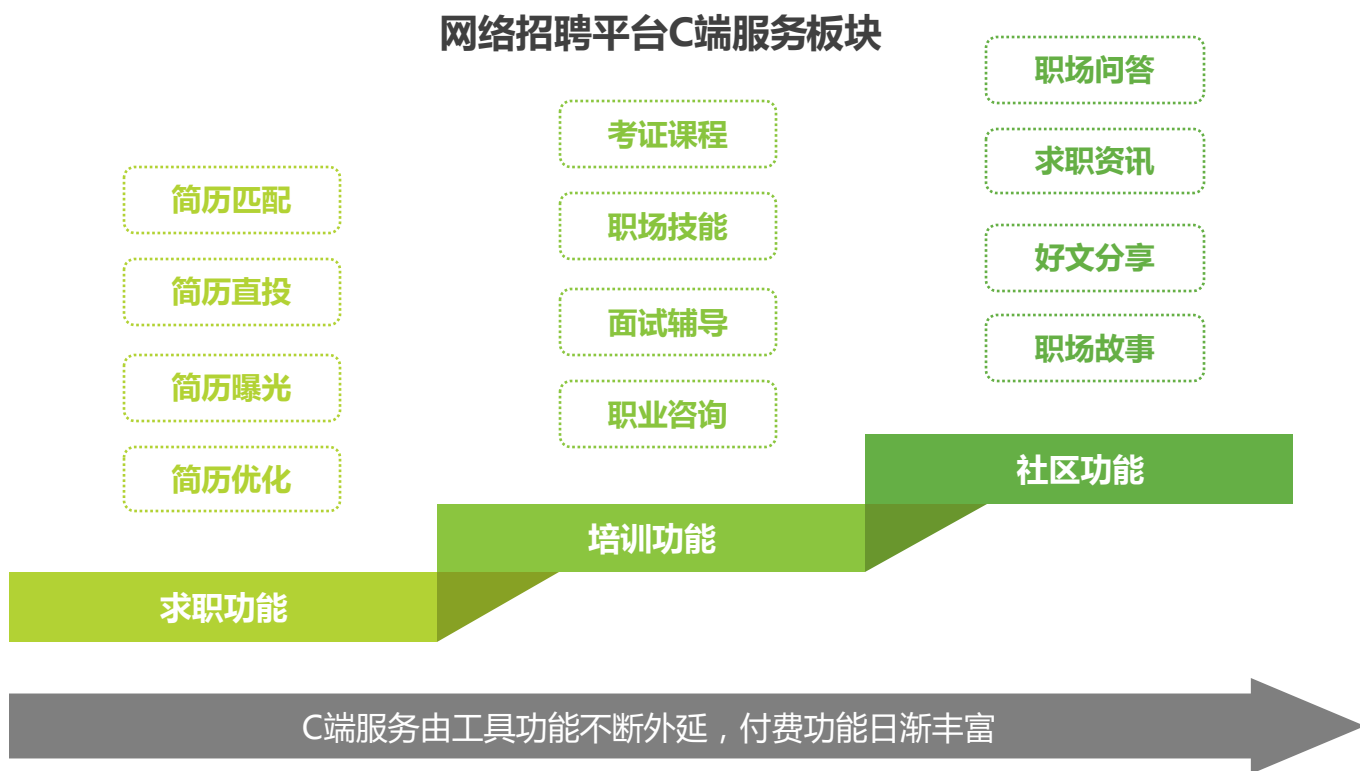 网络招聘平台C端服务板块
简历匹配
简历直投
简历曝光
简历优化
求职功能
考证课程
职场技能
面试辅导
职业咨询
培训功能
职场问答
求职资讯
好文分享
职场故事
社区功能
C端服务由工具功能不断外延，付费功能日渐丰富